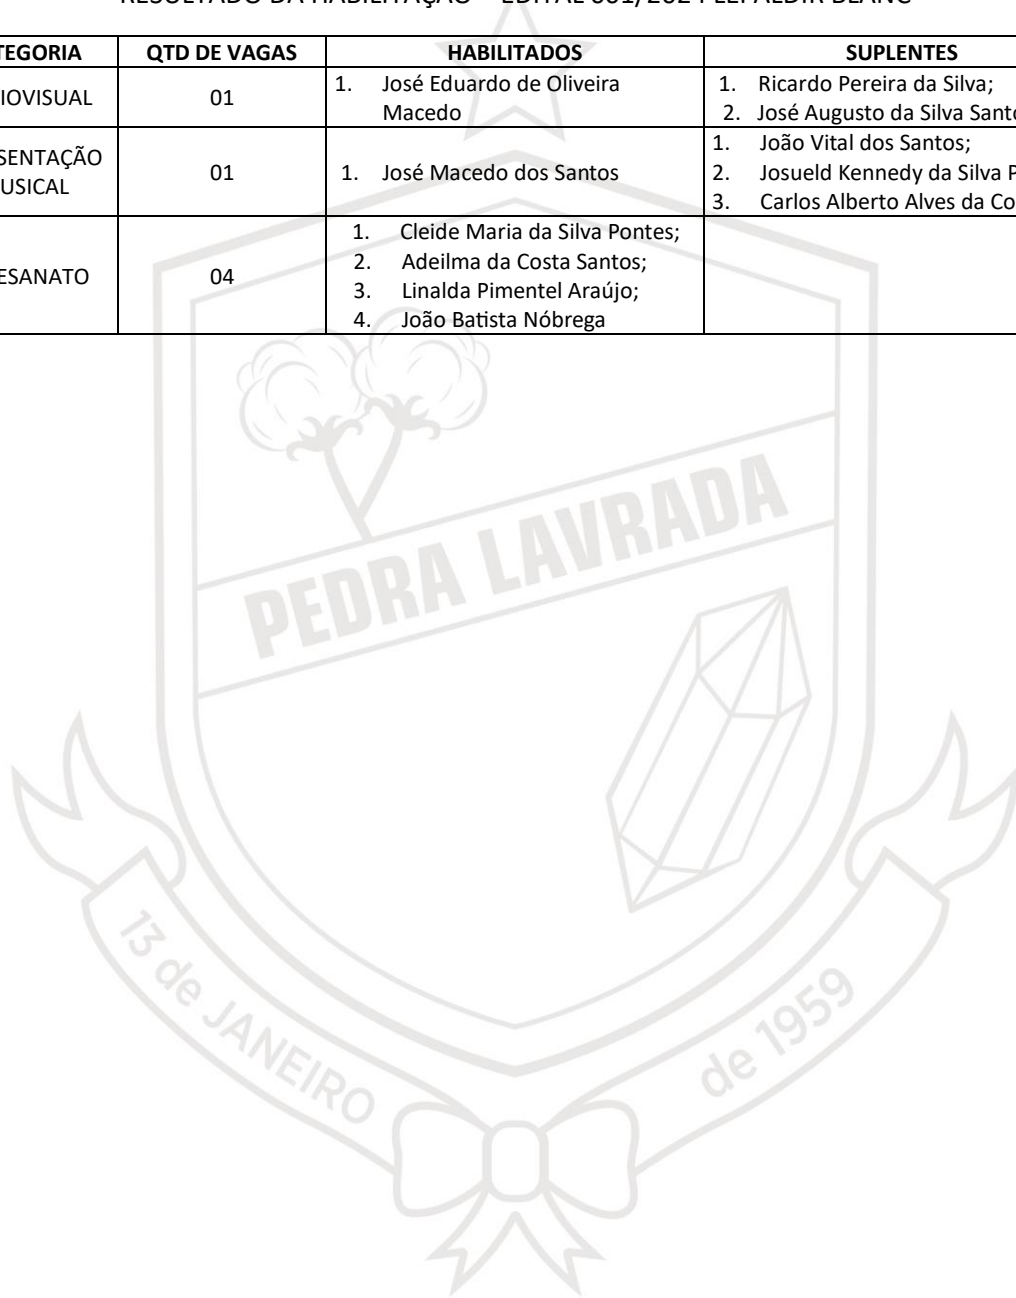 RESULTADO DA HABILITAÇÃO – EDITAL 001/2024 LEI ALDIR BLANC
TEGORIA QTD DE VAGAS HABILITADOS SUPLENTES
IOVISUAL 01 1. José Eduardo de Oliveira Macedo 1. Ricardo Pereira da Silva;
2. José Augusto da Silva Santo
SENTAÇÃO
USICAL 01 1. José Macedo dos Santos 1. João Vital dos Santos;
2. Josueld Kennedy da Silva P
3. Carlos Alberto Alves da Co
ESANATO 04 1. Cleide Maria da Silva Pontes;
2. Adeilma da Costa Santos;
3. Linalda Pimentel Araújo;
4. João Batista Nóbrega
PEDRA LAVRADA
13 de JANEIRO de 1959